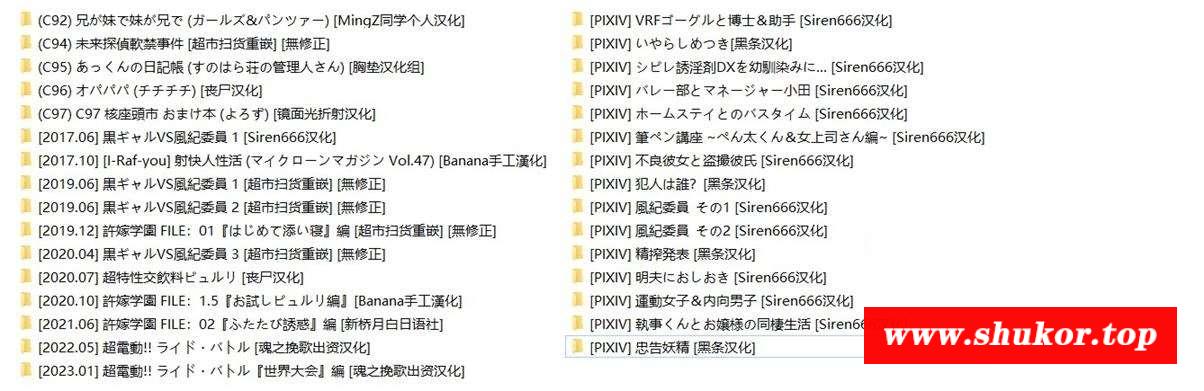 (C92) 兄が妹で妹が兄で (ガールズ&パンツァー) [MingZ同学个人汉化]
(C94) 未来探偵軟禁事件 [超市扫货重嵌] [無修正]
(C95) あっくんの日記帳 (すのはら荘の管理人さん) [胸垫汉化组]
(C96) オパパパ (チチチチ) [丧尸汉化]
(C97) C97 核座頭市 おまけ本 (よろず) [镜面光折射汉化]
[2017.06] 黒ギャルVS風紀委員 1 [Siren666汉化]
[2017.10] [I-Raf-you] 射快人性活 (マイクローンマガジン Vol.47) [Banana手工漢化]
[2019.06] 黒ギャルVS風紀委員 1 [超市扫货重嵌] [無修正]
[2019.06] 黒ギャルVS風紀委員 2 [超市扫货重嵌] [無修正]
[2019.12] 許嫁学園 FILE：01『はじめて添い寝』編 [超市扫货重嵌] [無修正]
[2020.04] 黒ギャルVS風紀委員 3 [超市扫货重嵌] [無修正]
[2020.07] 超特性交飲料ピュルリ [丧尸汉化]
[2020.10] 許嫁学園 FILE：1.5『お試しピュルリ編』[Banana手工漢化]
[2021.06] 許嫁学園 FILE：02『ふたたび誘惑』編 [新桥月白日语社]
[2022.05] 超電動!! ライド・バトル [魂之挽歌出资汉化]
[2023.01] 超電動!! ライド・バトル『世界大会』編 [魂之挽歌出资汉化]
[PIXIV] VRFゴーグルと博士＆助手 [Siren666汉化]
[PIXIV] いやらしめつき[黑条汉化]
[PIXIV] シビレ誘淫剤DXを幼馴染みに... [Siren666汉化]
[PIXIV] バレー部とマネージャー小田 [Siren666汉化]
[PIXIV] ホームステイとのバスタイム [Siren666汉化]
[PIXIV] 筆ペン講座 ~ぺん太くん＆女上司さん編~ [Siren666汉化]
[PIXIV] 不良彼女と盗撮彼氏 [Siren666汉化]
[PIXIV] 犯人は誰？[黑条汉化]
[PIXIV] 風紀委員 その1 [Siren666汉化]
[PIXIV] 風紀委員 その2 [Siren666汉化]
[PIXIV] 精搾発表 [黑条汉化]
[PIXIV] 明夫におしおき [Siren666汉化]
[PIXIV] 運動女子＆内向男子 [Siren666汉化]
[PIXIV] 執事くんとお嬢様の同棲生活 [Siren66
[PIXIV] 忠告妖精 [黑条汉化]
www.shukor.top